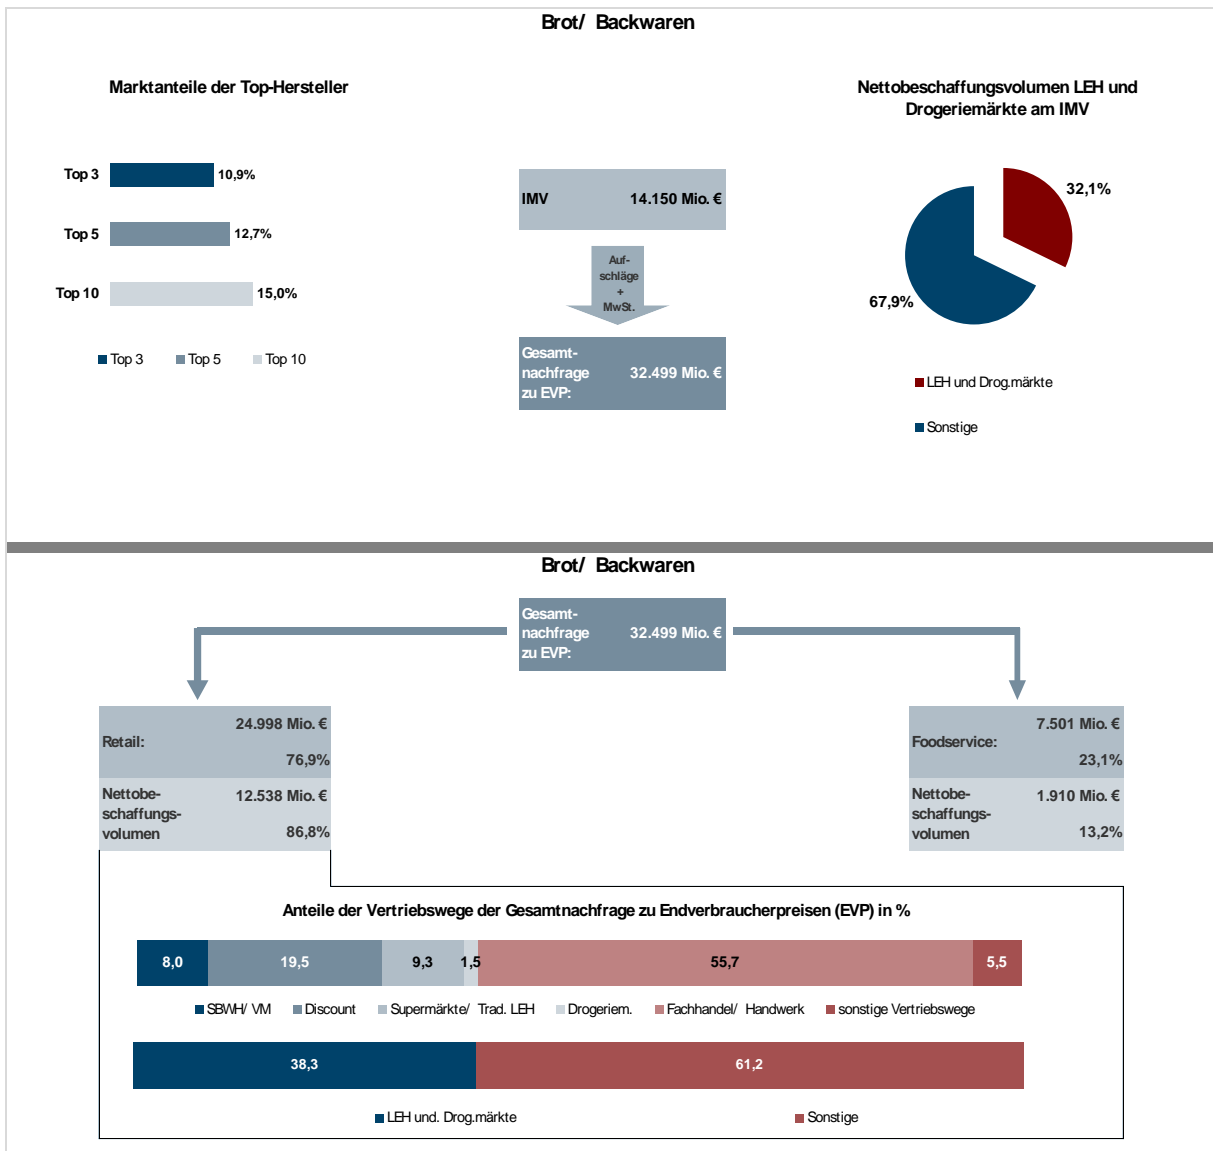 Brot/ Backwaren
Marktanteile der Top-Hersteller
Top 3
10,9%
Top 5
12,7%
Top 10
15,0%
Top 3
Top 5
Top 10
IMV
14.150 Mio. €
Auf-
schläge
+
MwSt.
Gesamt-
nachfrage
zu EVP:
32.499 Mio. €
Nettobeschaffungsvolumen LEH und
Drogeriemärkte am IMV
32,1%
67,9%
LEH und Drog.märkte
Sonstige
Brot/ Backwaren
Gesamt-
nachfrage
zu EVP:
32.499 Mio. €
Retail:
24.998 Mio. €
76,9%
Nettobe-
schaffungs-
volumen
12.538 Mio. €
86,8%
Foodservice:
7.501 Mio. €
23,1%
Nettobe-
schaffungs-
volumen
1.910 Mio. €
13,2%
Anteile der Vertriebswege der Gesamtnachfrage zu Endverbraucherpreisen (EVP) in %
8,0
19,5
9,3
1,5
55,7
5,5
SBWH/ VM
Discount
Supermärkte/ Trad. LEH
Drogeriem.
Fachhandel/ Handwerk
sonstige Vertriebswege
38,3
61,2
LEH und. Drog.märkte
Sonstige